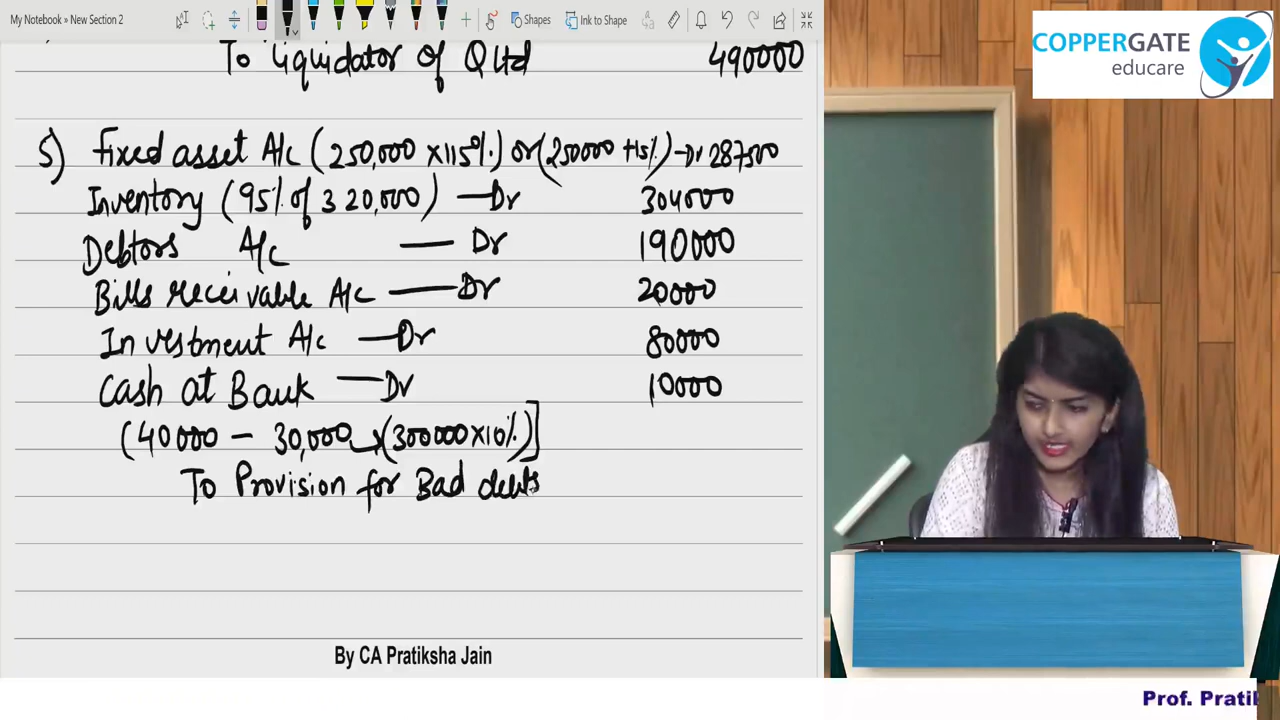 My Notebook » New Section 2
Shapes
Ink to Shape
COPPERGATE
educare
To Liquidator of Q Ltd 490000
5) Fixed asset A/c (250,000 ×115%) or (250000 +15%) — Dr 287500
Inventory (95% of 320,000) — Dr 304000
Debtors A/c — Dr 190000
Bills receivable A/c — Dr 20000
Investment A/c — Dr 80000
Cash at Bank — Dr 10000
(40000 – 30,000 → (300000×10%)]
To Provision for Bad debts
By CA Pratiksha Jain
Prof. Prati